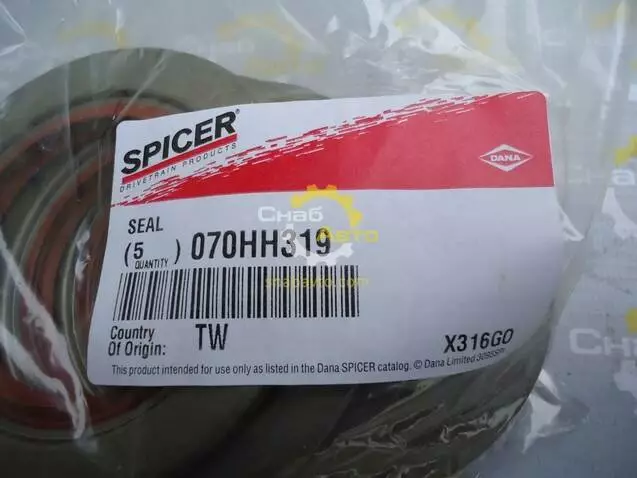 SPICER®
DRIVETRAIN PRODUCTS
DANA
СНАБ
АВТО
snapavto.com
SEAL
(5) 070HH319
QUANTITY
Country
Of Origin: TW
X316GO
This product intended for use only as listed in the Dana SPICER catalog. © Dana Limited